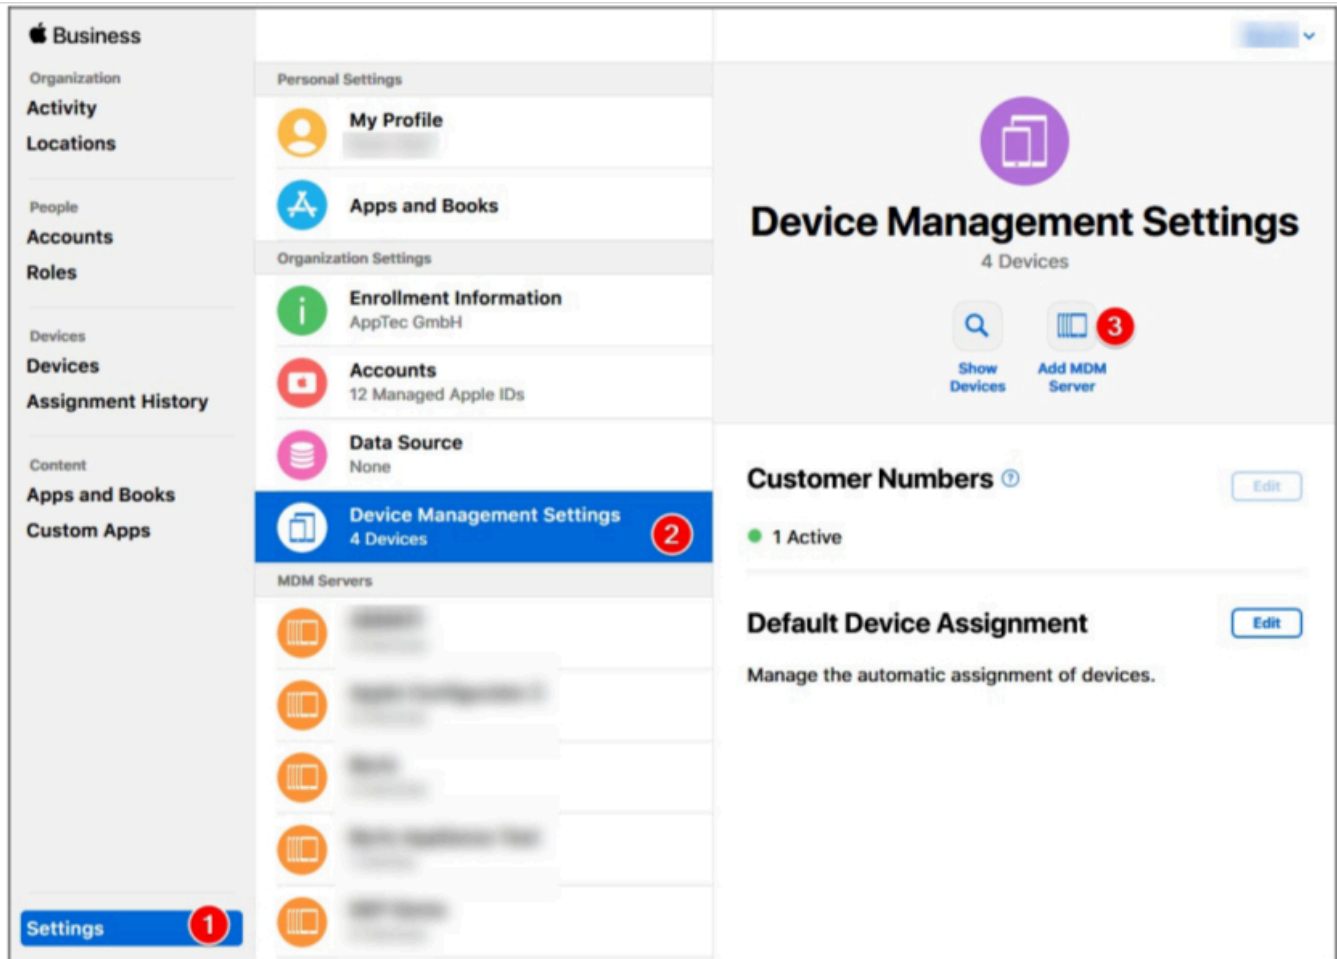 Business
Organization
Activity
Locations
People
Accounts
Roles
Devices
Devices
Assignment History
Content
Apps and Books
Custom Apps
Settings
1
Personal Settings
My Profile
Apps and Books
Organization Settings
Enrollment Information
AppTec GmbH
Accounts
12 Managed Apple IDs
Data Source
None
Device Management Settings
4 Devices
2
MDM Servers
Device Management Settings
4 Devices
3
Show
Devices
Add MDM
Server
Customer Numbers ?
Edit
1 Active
Default Device Assignment
Edit
Manage the automatic assignment of devices.